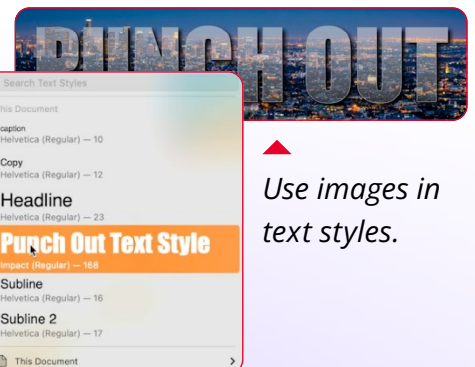 PUNCH OUT
Search Text Styles
his Document
caption
Helvetica (Regular) — 10
Copy
Helvetica (Regular) — 12
Headline
Helvetica (Regular) — 23
Punch Out Text Style
Impact (Regular) — 168
Subline
Helvetica (Regular) — 16
Subline 2
Helvetica (Regular) — 17
This Document
Use images in
text styles.